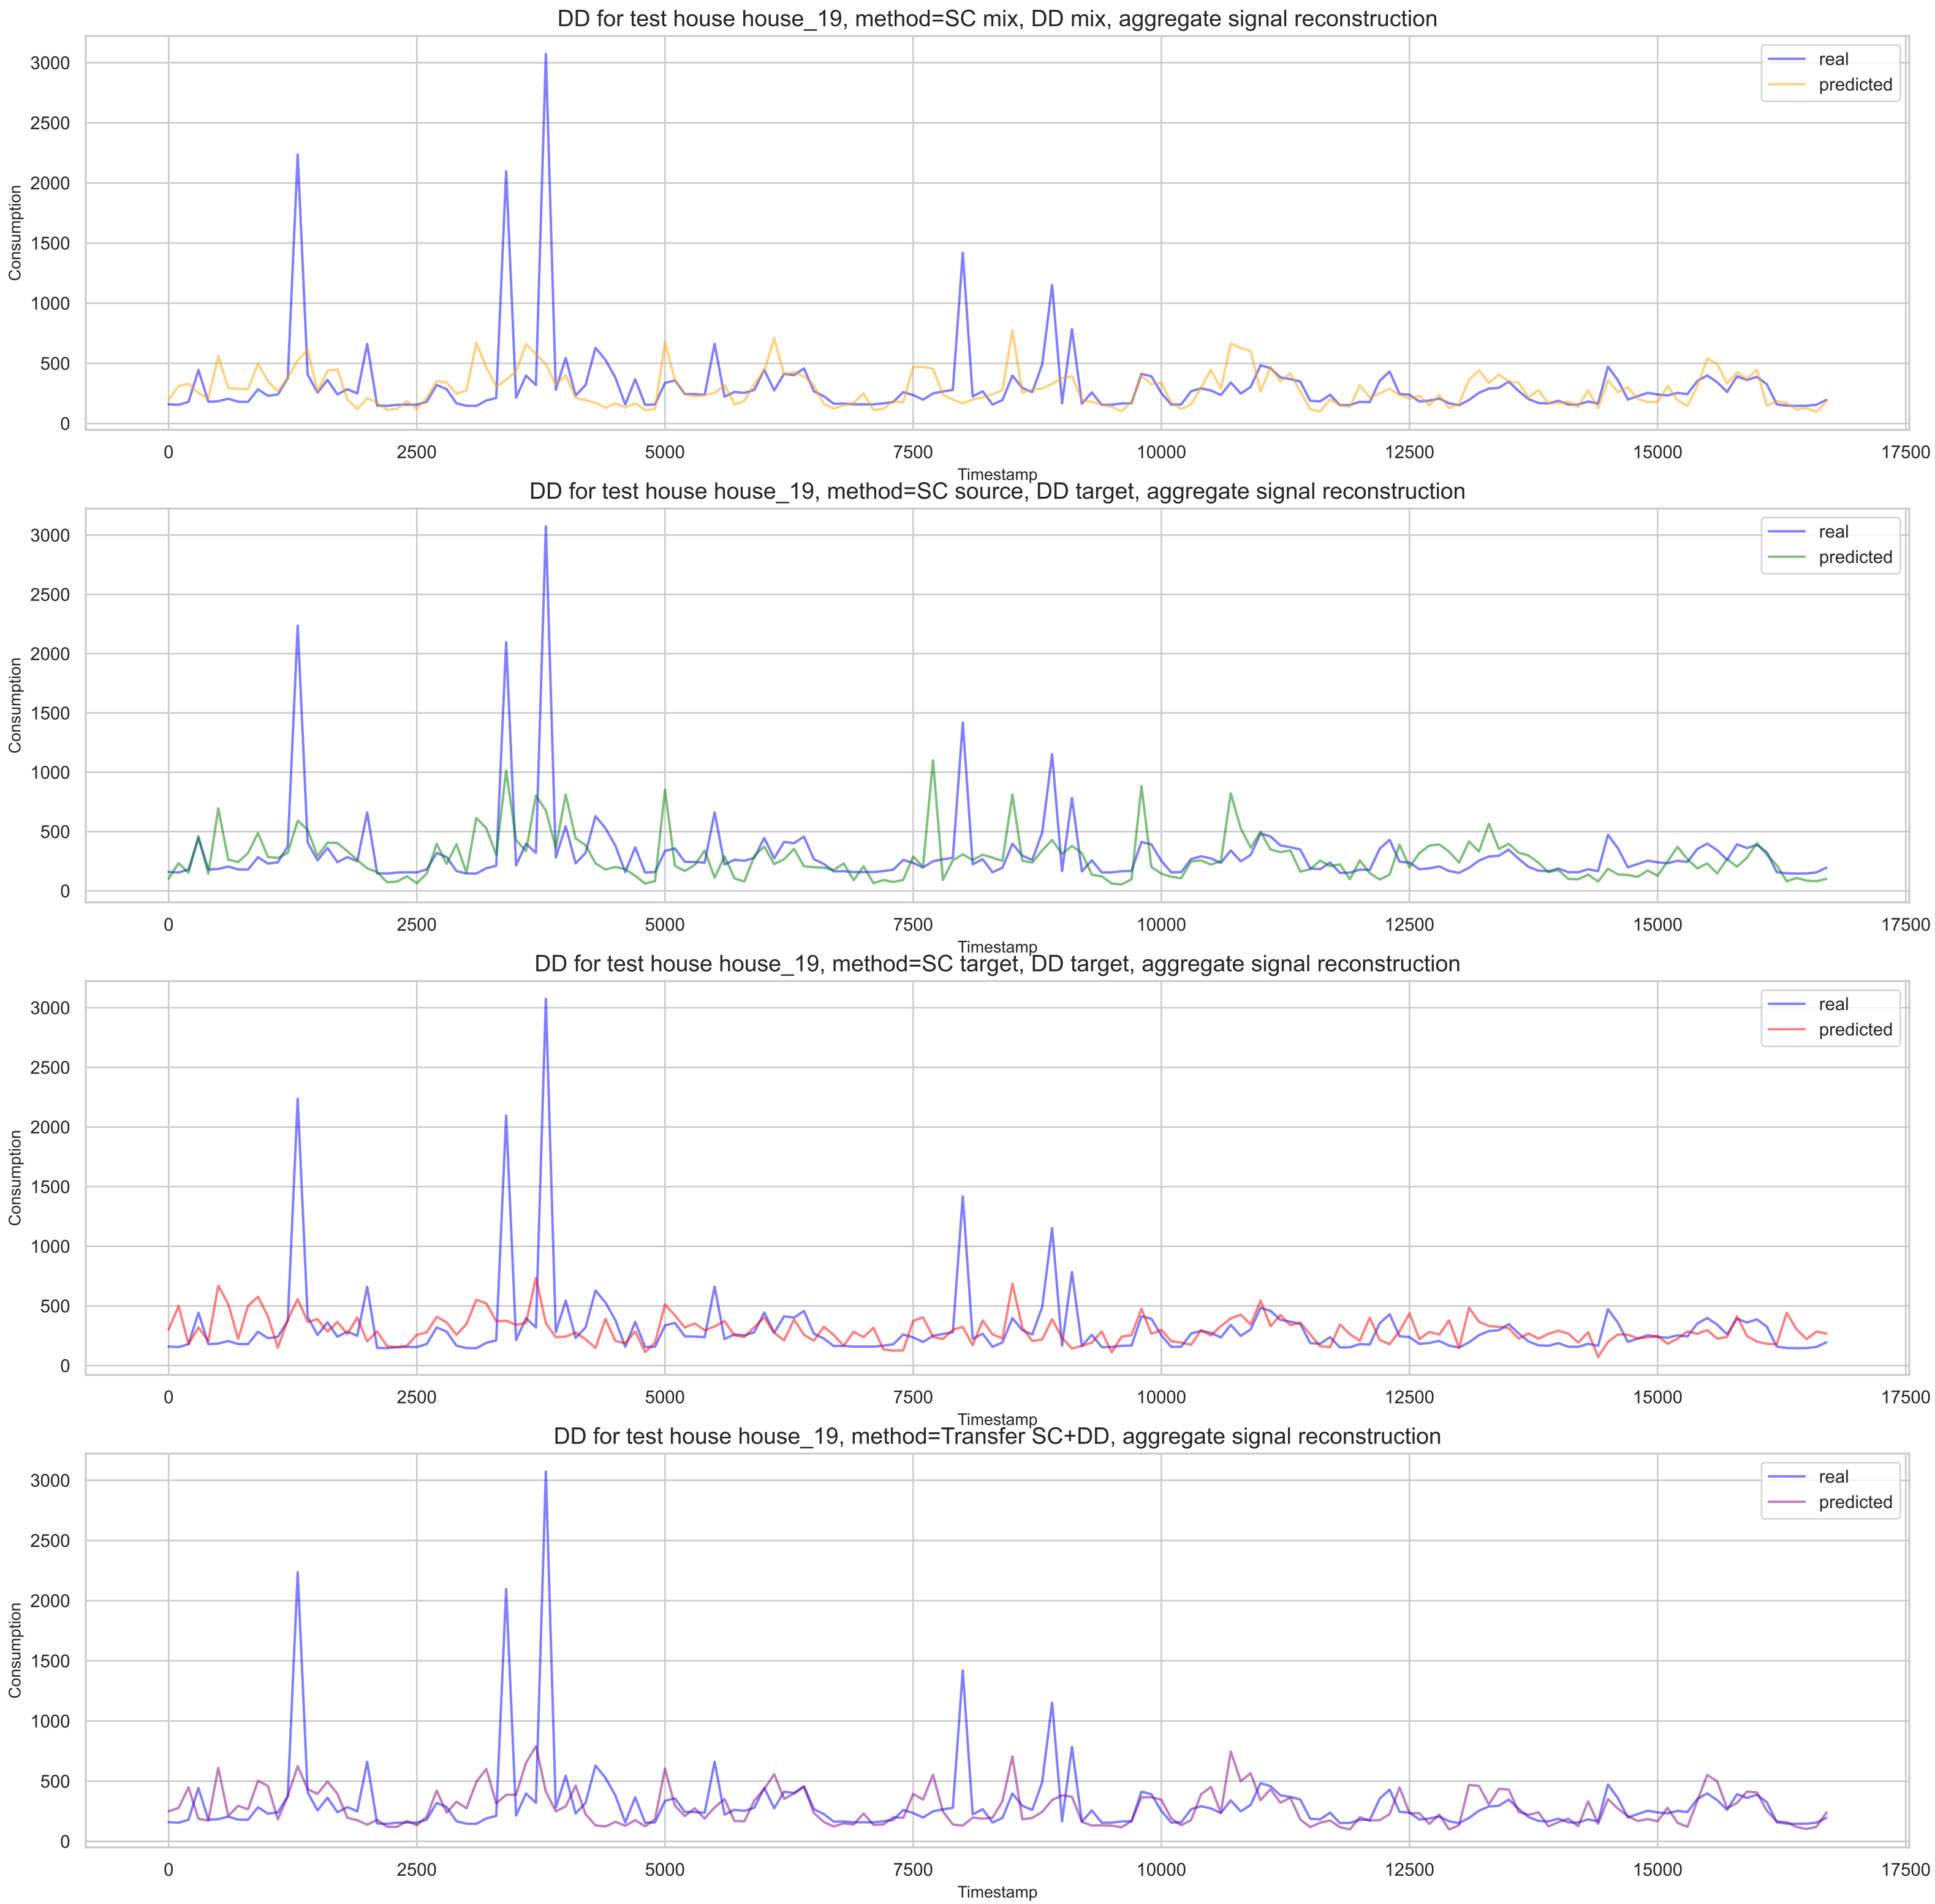 DD for test house house_19, method=SC mix, DD mix, aggregate signal reconstruction
3000
2500
2000
1500
1000
500
0
Consumption
real
predicted
0 2500 5000 7500 10000 12500 15000 17500
Timestamp
DD for test house house_19, method=SC source, DD target, aggregate signal reconstruction
3000
2500
2000
1500
1000
500
0
Consumption
real
predicted
0 2500 5000 7500 10000 12500 15000 17500
Timestamp
DD for test house house_19, method=SC target, DD target, aggregate signal reconstruction
3000
2500
2000
1500
1000
500
0
Consumption
real
predicted
0 2500 5000 7500 10000 12500 15000 17500
Timestamp
DD for test house house_19, method=Transfer SC+DD, aggregate signal reconstruction
3000
2500
2000
1500
1000
500
0
Consumption
real
predicted
0 2500 5000 7500 10000 12500 15000 17500
Timestamp